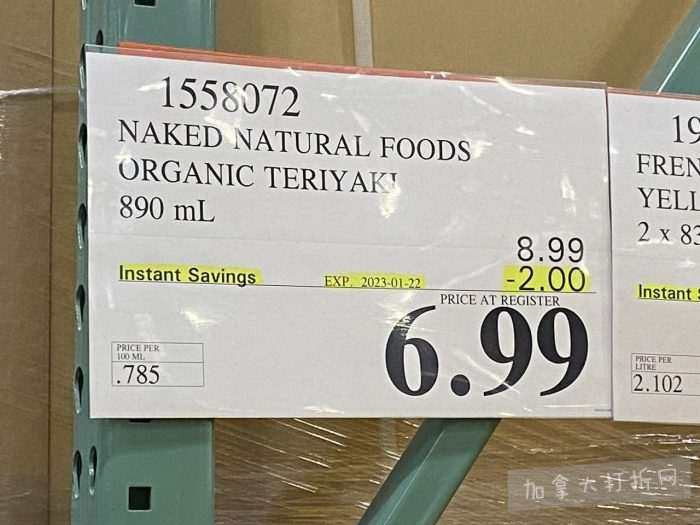 1558072
NAKED NATURAL FOODS
ORGANIC TERIYAKI
890 mL
8.99
Instant Savings EXP. 2023-01-22 -2.00
PRICE AT REGISTER
6.99
PRICE PER
100 ML
.785
19
FREN
YELL
2 x 83
Instant S
PRICE PER
LITRE
2.102
加拿大打折网